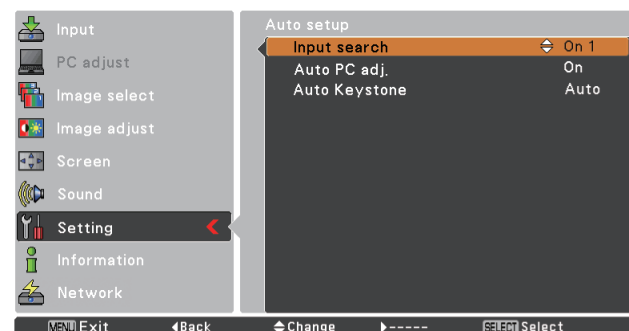 Input
PC adjust
Image select
Image adjust
Screen
Sound
Setting
Information
Network
Auto setup
Input search On 1
Auto PC adj. On
Auto Keystone Auto
MENU Exit Back Change ----- SELECT Select